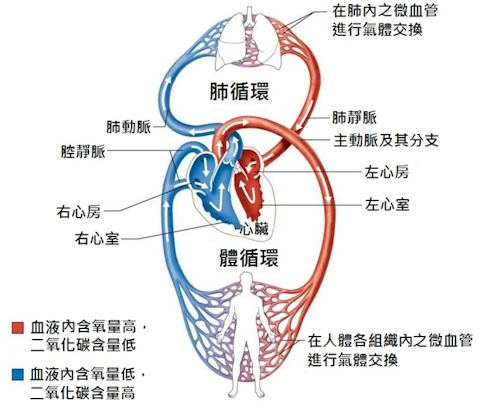 在肺內之微血管
進行氣體交換
肺循環
肺動脈
肺靜脈
主動脈及其分支
腔靜脈
左心房
右心房
左心室
右心室
心臟
體循環
血液內含氧量高，
二氧化碳含量低
在人體各組織內之微血管
進行氣體交換
血液內含氧量低，
二氧化碳含量高